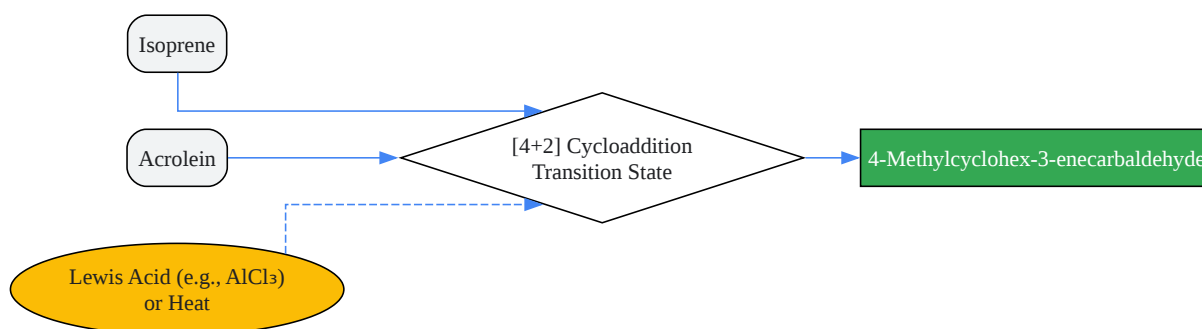 Isoprene
Acrolein
[4+2] Cycloaddition
Transition State
4-Methylcyclohex-3-enecarbaldehyde
Lewis Acid (e.g., AlCl₃)
or Heat